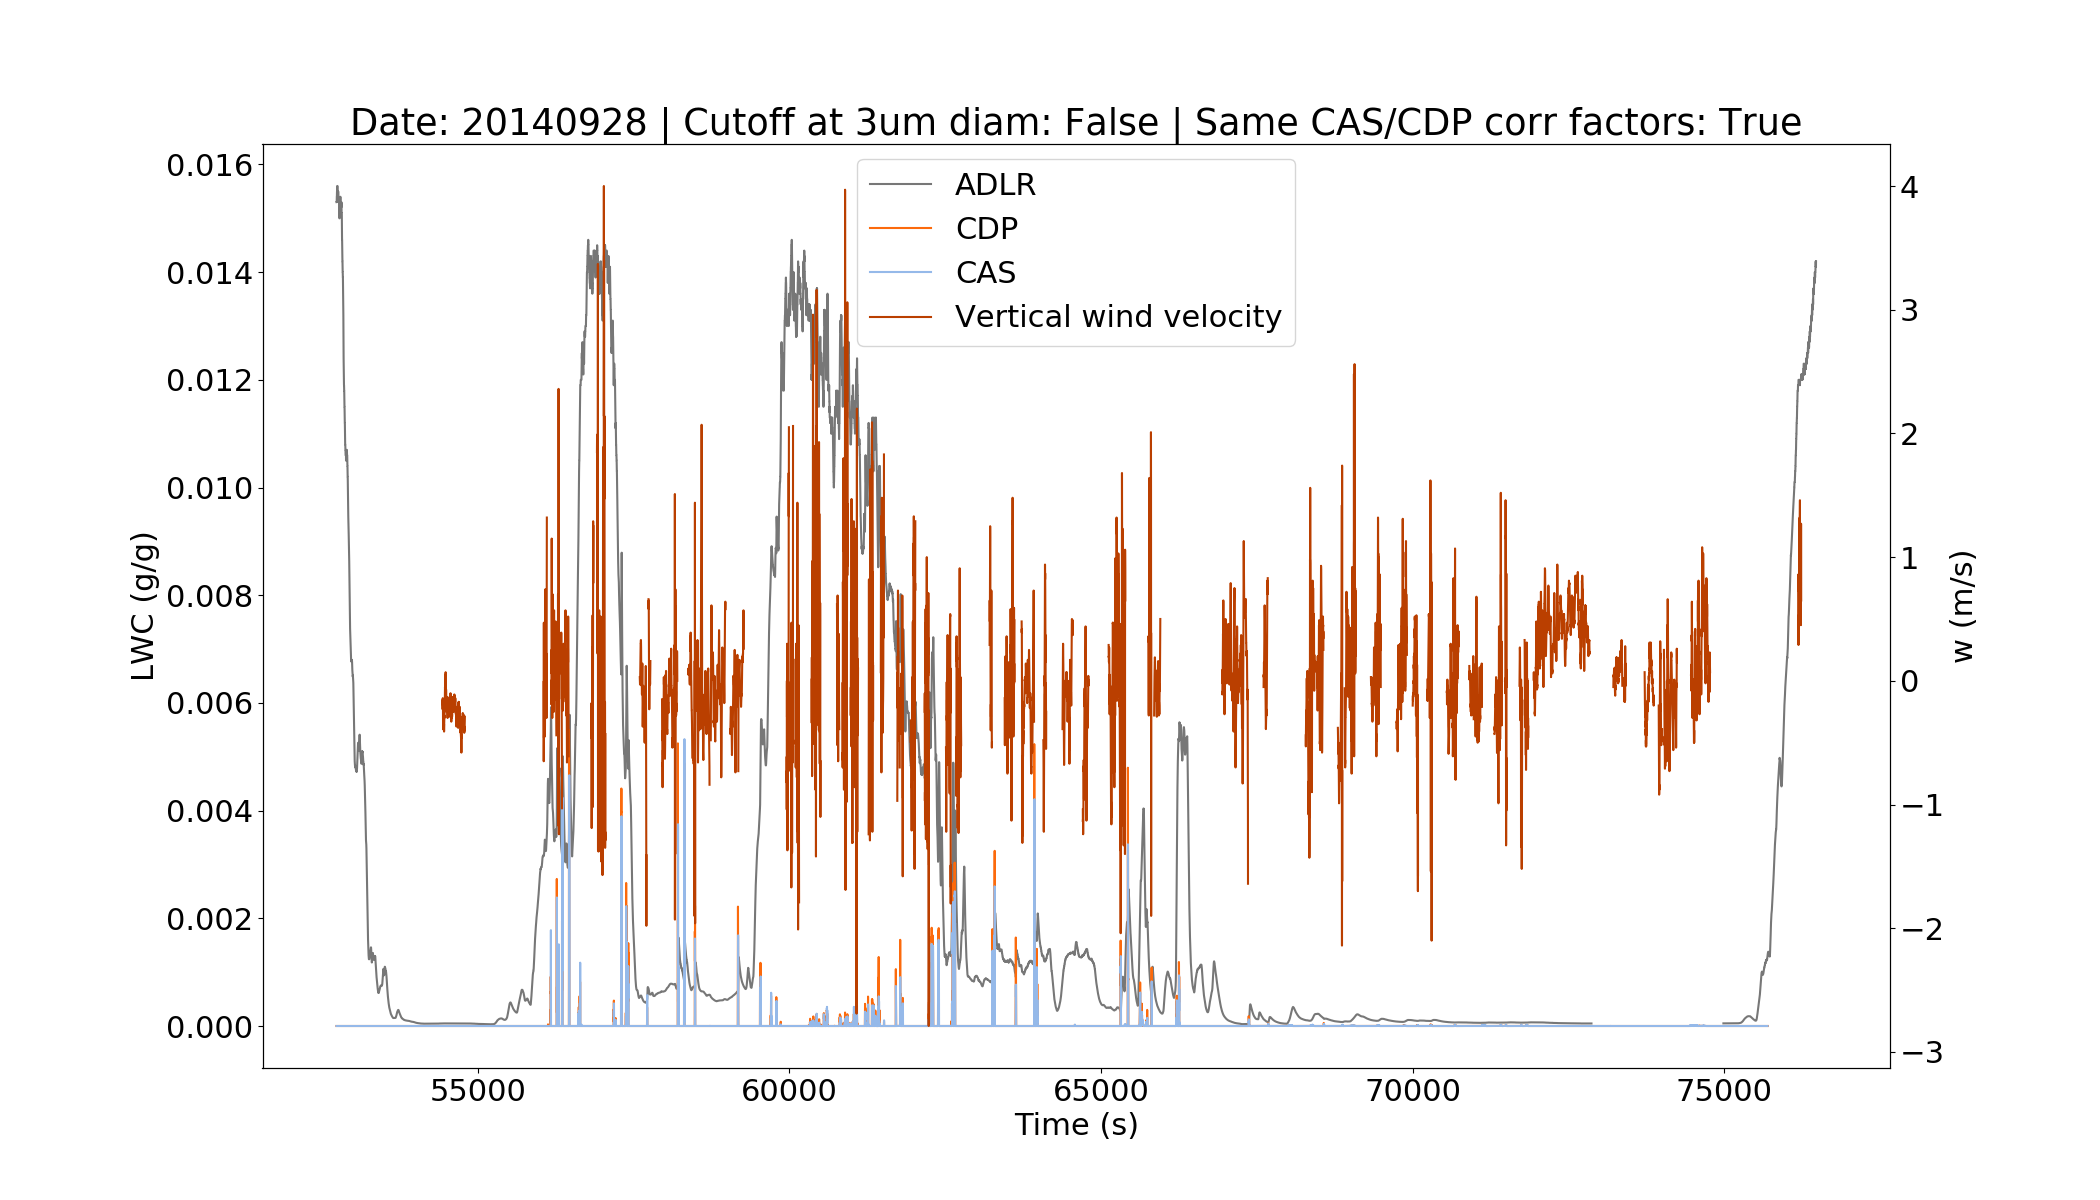 Date: 20140928 | Cutoff at 3um diam: False | Same CAS/CDP corr factors: True
ADLR
CDP
CAS
Vertical wind velocity
0.016
0.014
0.012
0.010
0.008
0.006
0.004
0.002
0.000
LWC (g/g)
4
3
2
1
0
−1
−2
−3
w (m/s)
55000
60000
65000
70000
75000
Time (s)